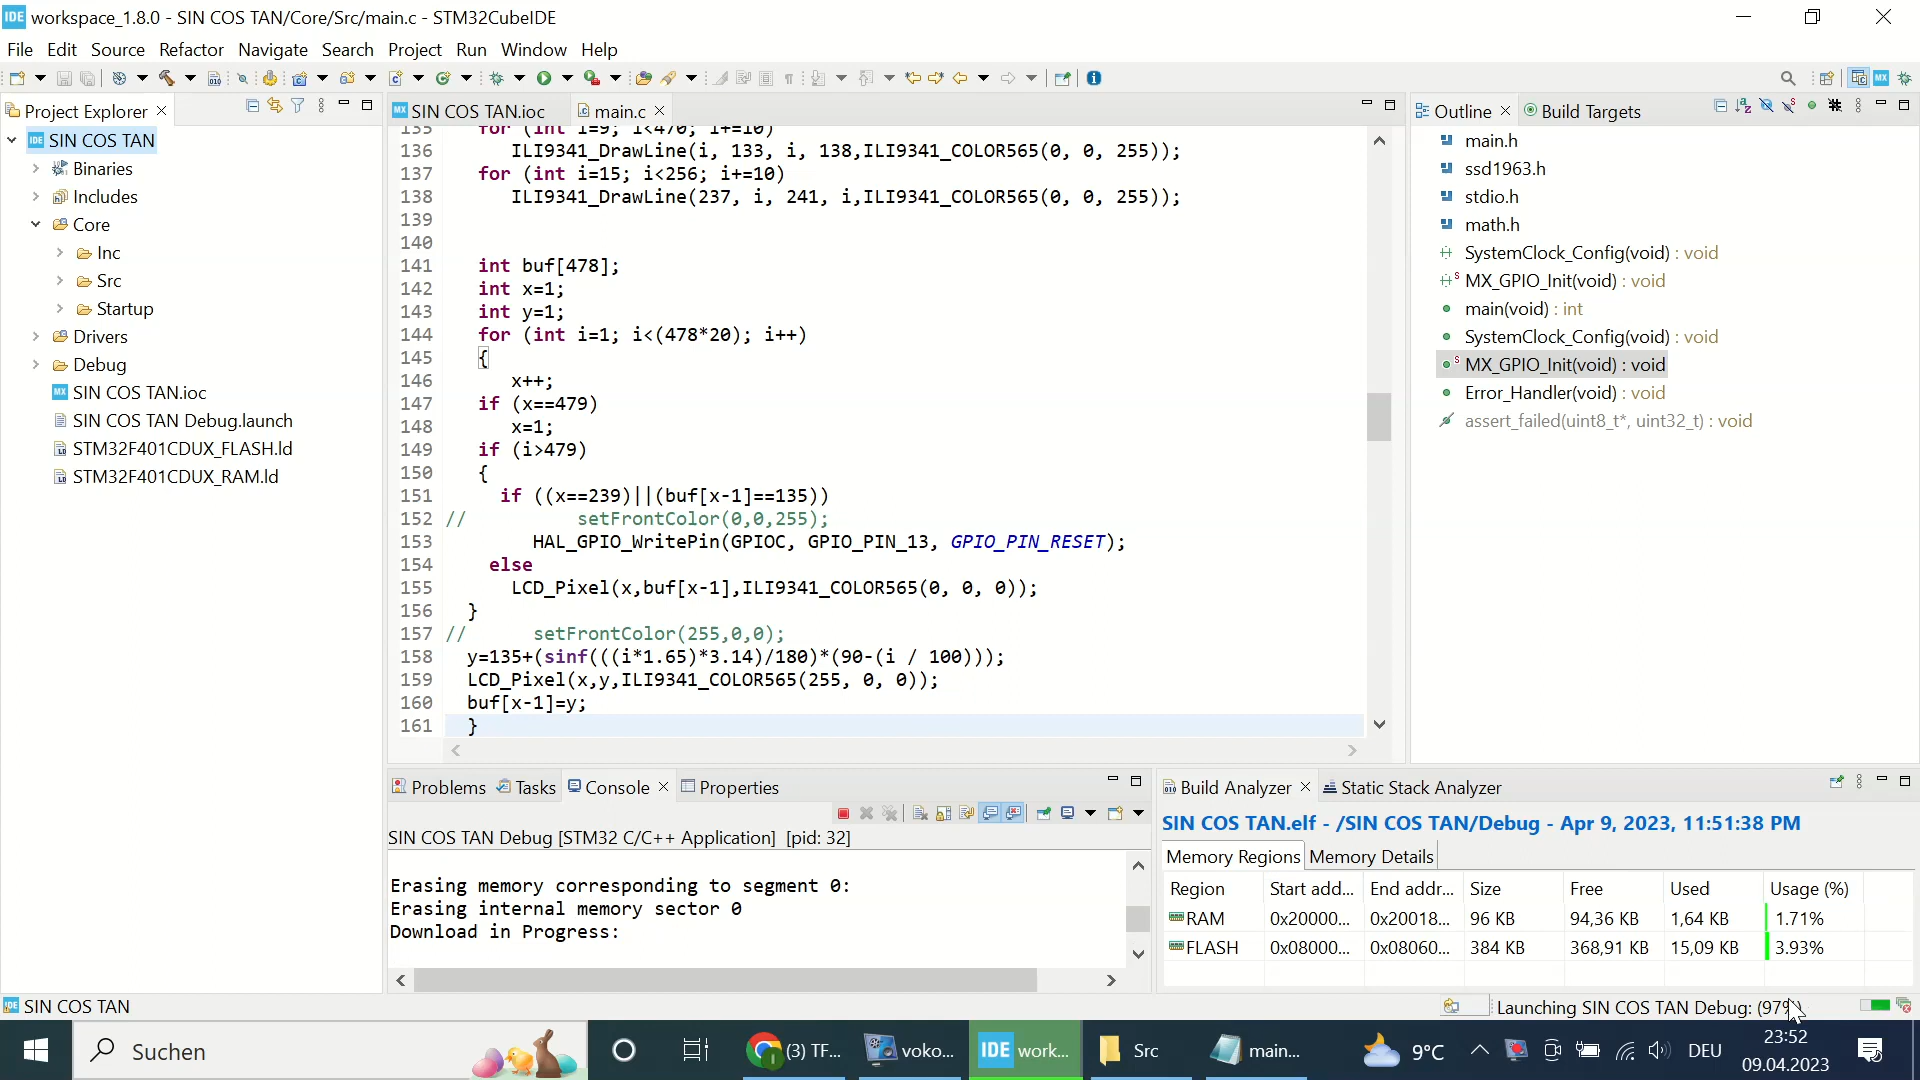 workspace_1.8.0 - SIN COS TAN/Core/Src/main.c - STM32CubeIDE
File Edit Source Refactor Navigate Search Project Run Window Help
Project Explorer
SIN COS TAN
Binaries
Includes
Core
Inc
Src
Startup
Drivers
Debug
SIN COS TAN.ioc
SIN COS TAN Debug.launch
STM32F401CDUX_FLASH.ld
STM32F401CDUX_RAM.ld
SIN COS TAN.ioc main.c
135 for (int i=9; i<470; i+=10)
136 ILI9341_DrawLine(i, 133, i, 138,ILI9341_COLOR565(0, 0, 255));
137 for (int i=15; i<256; i+=10)
138 ILI9341_DrawLine(237, i, 241, i,ILI9341_COLOR565(0, 0, 255));
139
140
141 int buf[478];
142 int x=1;
143 int y=1;
144 for (int i=1; i<(478*20); i++)
145 {
146 x++;
147 if (x==479)
148 x=1;
149 if (i>479)
150 {
151 if ((x==239)||(buf[x-1]==135))
152 // setFrontColor(0,0,255);
153 HAL_GPIO_WritePin(GPIOC, GPIO_PIN_13, GPIO_PIN_RESET);
154 else
155 LCD_Pixel(x,buf[x-1],ILI9341_COLOR565(0, 0, 0));
156 }
157 // setFrontColor(255,0,0);
158 y=135+(sinf(((i*1.65)*3.14)/180)*(90-(i / 100)));
159 LCD_Pixel(x,y,ILI9341_COLOR565(255, 0, 0));
160 buf[x-1]=y;
161 }
Outline Build Targets
main.h
ssd1963.h
stdio.h
math.h
SystemClock_Config(void) : void
MX_GPIO_Init(void) : void
main(void) : int
SystemClock_Config(void) : void
MX_GPIO_Init(void) : void
Error_Handler(void) : void
assert_failed(uint8_t*, uint32_t) : void
Problems Tasks Console Properties
SIN COS TAN Debug [STM32 C/C++ Application] [pid: 32]
Erasing memory corresponding to segment 0:
Erasing internal memory sector 0
Download in Progress:
Build Analyzer Static Stack Analyzer
SIN COS TAN.elf - /SIN COS TAN/Debug - Apr 9, 2023, 11:51:38 PM
Memory Regions Memory Details
Region Start add... End addr... Size Free Used Usage (%)
RAM 0x20000... 0x20018... 96 KB 94,36 KB 1,64 KB 1.71%
FLASH 0x08000... 0x08060... 384 KB 368,91 KB 15,09 KB 3.93%
SIN COS TAN
Launching SIN COS TAN Debug: (97%)
Suchen
(3) TF...
voko...
IDE work...
Src
main...
9°C
DEU
23:52
09.04.2023